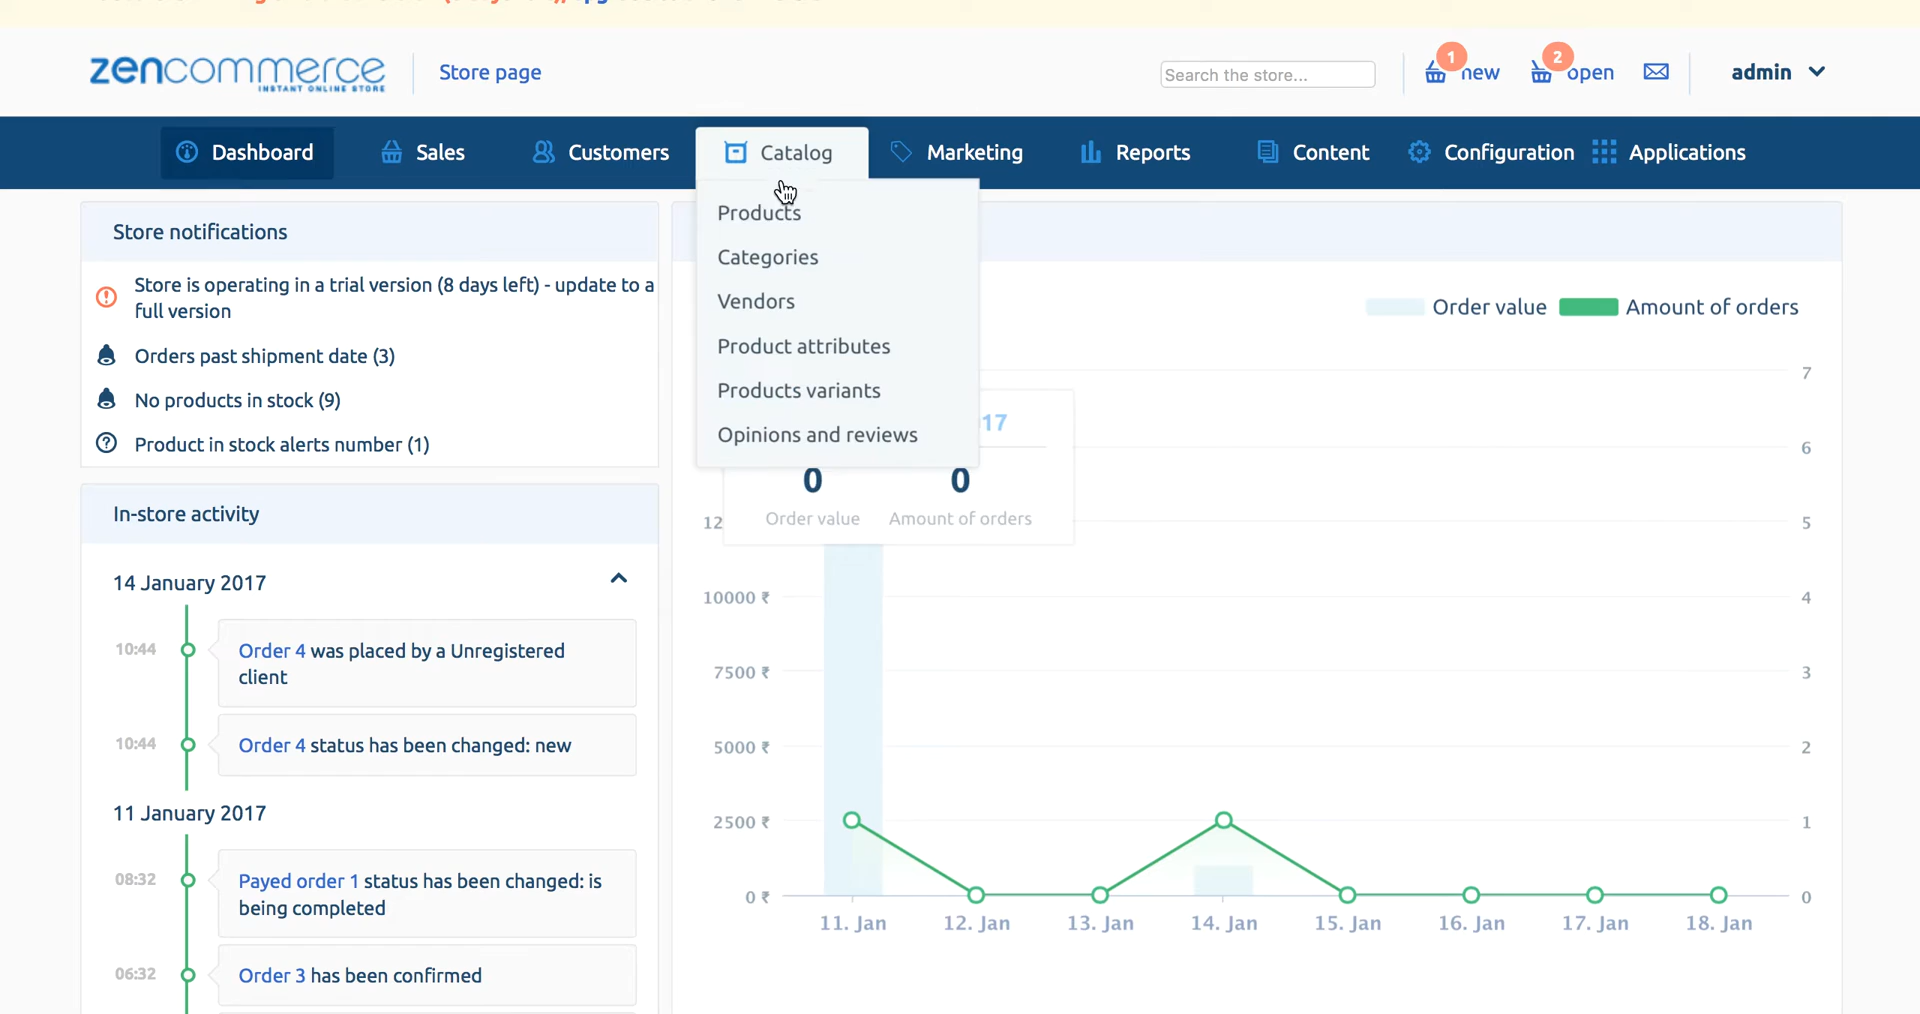 zencommerce
INSTANT ONLINE STORE
Store page
Search the store...
1
new
2
open
admin
Dashboard
Sales
Customers
Catalog
Marketing
Reports
Content
Configuration
Applications
Products
Categories
Vendors
Product attributes
Products variants
Opinions and reviews
Store notifications
Store is operating in a trial version (8 days left) - update to a
full version
Orders past shipment date (3)
No products in stock (9)
Product in stock alerts number (1)
In-store activity
14 January 2017
10:44
Order 4 was placed by a Unregistered
client
10:44
Order 4 status has been changed: new
11 January 2017
08:32
Payed order 1 status has been changed: is
being completed
06:32
Order 3 has been confirmed
Order value
Amount of orders
17
0
0
Order value
Amount of orders
12
10000 ₹
7500 ₹
5000 ₹
2500 ₹
0 ₹
7
6
5
4
3
2
1
0
11. Jan
12. Jan
13. Jan
14. Jan
15. Jan
16. Jan
17. Jan
18. Jan